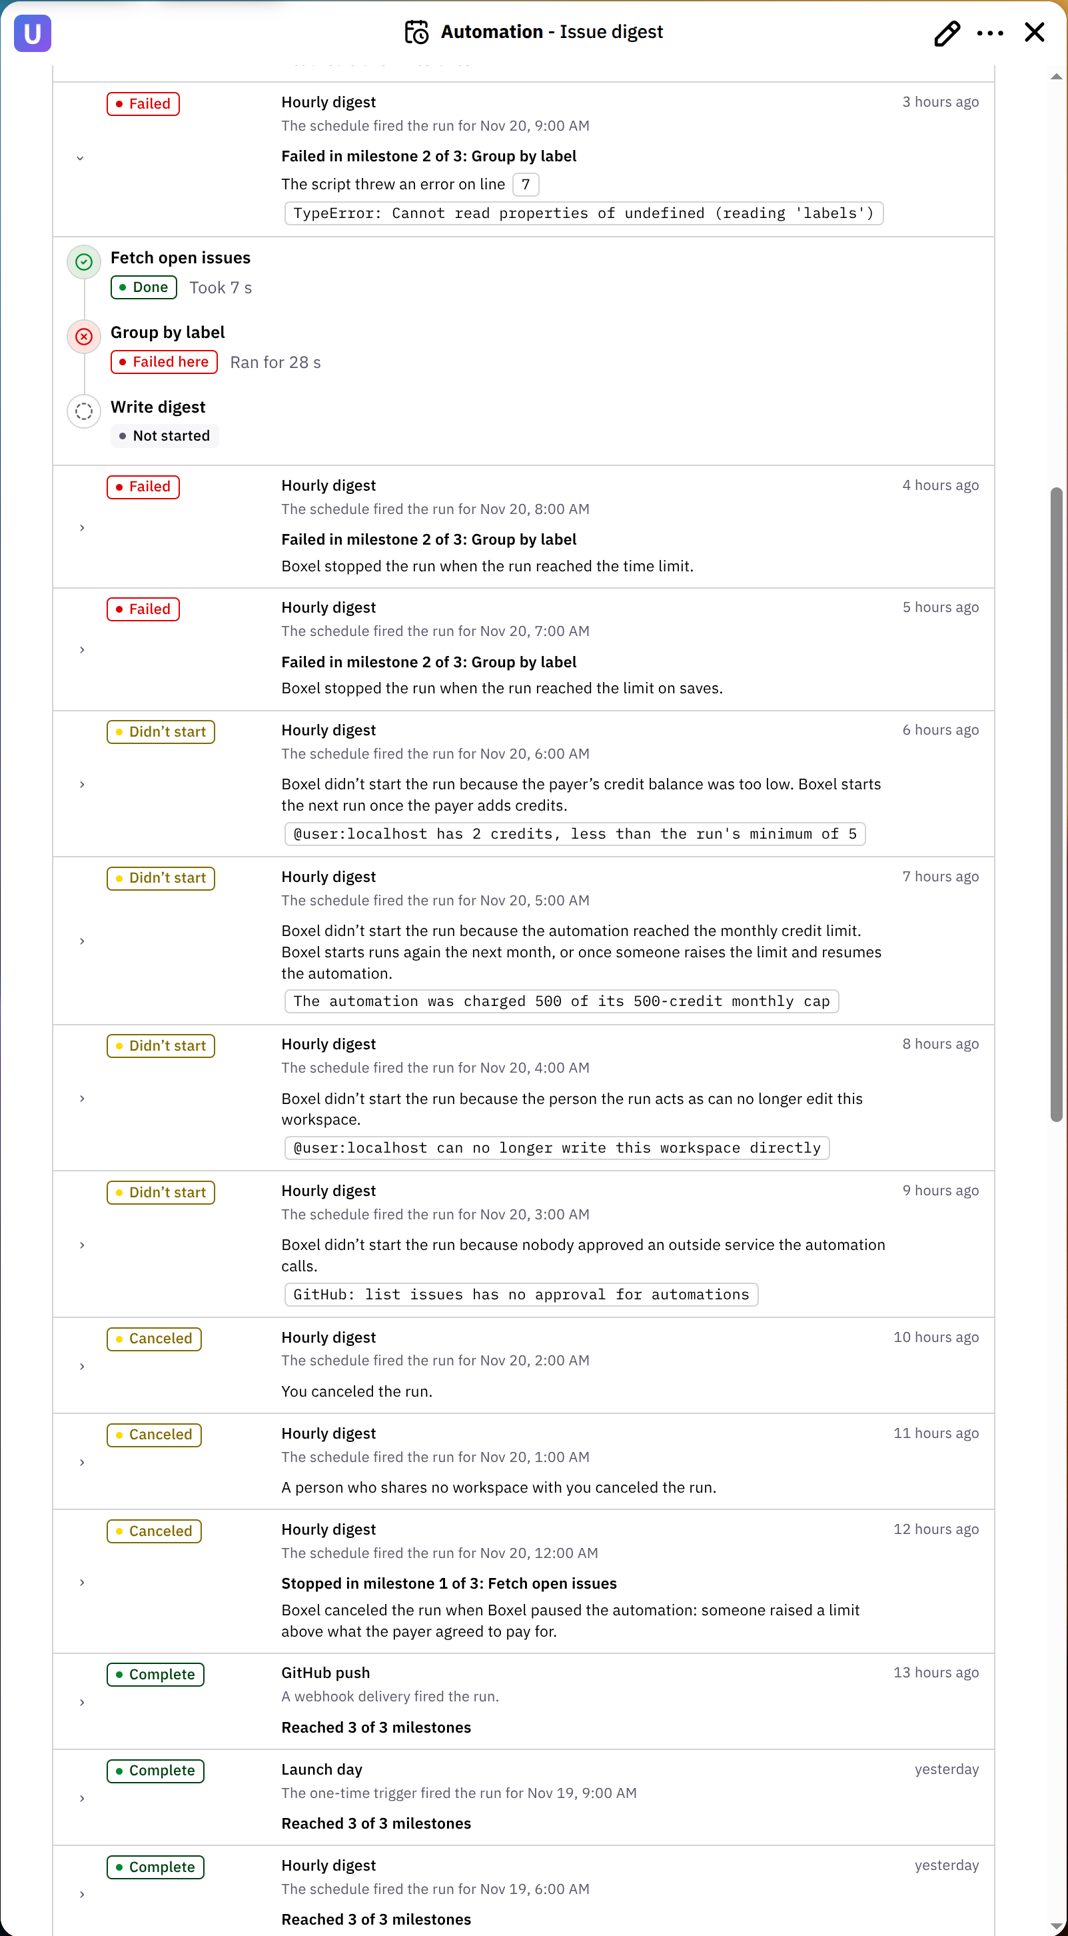 U
Automation - Issue digest
Failed
Hourly digest
3 hours ago
The schedule fired the run for Nov 20, 9:00 AM
Failed in milestone 2 of 3: Group by label
The script threw an error on line 7
TypeError: Cannot read properties of undefined (reading 'labels')
Fetch open issues
Done
Took 7 s
Group by label
Failed here
Ran for 28 s
Write digest
Not started
Failed
Hourly digest
4 hours ago
The schedule fired the run for Nov 20, 8:00 AM
Failed in milestone 2 of 3: Group by label
Boxel stopped the run when the run reached the time limit.
Failed
Hourly digest
5 hours ago
The schedule fired the run for Nov 20, 7:00 AM
Failed in milestone 2 of 3: Group by label
Boxel stopped the run when the run reached the limit on saves.
Didn’t start
Hourly digest
6 hours ago
The schedule fired the run for Nov 20, 6:00 AM
Boxel didn’t start the run because the payer’s credit balance was too low. Boxel starts
the next run once the payer adds credits.
@user:localhost has 2 credits, less than the run's minimum of 5
Didn’t start
Hourly digest
7 hours ago
The schedule fired the run for Nov 20, 5:00 AM
Boxel didn’t start the run because the automation reached the monthly credit limit.
Boxel starts runs again the next month, or once someone raises the limit and resumes
the automation.
The automation was charged 500 of its 500-credit monthly cap
Didn’t start
Hourly digest
8 hours ago
The schedule fired the run for Nov 20, 4:00 AM
Boxel didn’t start the run because the person the run acts as can no longer edit this
workspace.
@user:localhost can no longer write this workspace directly
Didn’t start
Hourly digest
9 hours ago
The schedule fired the run for Nov 20, 3:00 AM
Boxel didn’t start the run because nobody approved an outside service the automation
calls.
GitHub: list issues has no approval for automations
Canceled
Hourly digest
10 hours ago
The schedule fired the run for Nov 20, 2:00 AM
You canceled the run.
Canceled
Hourly digest
11 hours ago
The schedule fired the run for Nov 20, 1:00 AM
A person who shares no workspace with you canceled the run.
Canceled
Hourly digest
12 hours ago
The schedule fired the run for Nov 20, 12:00 AM
Stopped in milestone 1 of 3: Fetch open issues
Boxel canceled the run when Boxel paused the automation: someone raised a limit
above what the payer agreed to pay for.
Complete
GitHub push
13 hours ago
A webhook delivery fired the run.
Reached 3 of 3 milestones
Complete
Launch day
yesterday
The one-time trigger fired the run for Nov 19, 9:00 AM
Reached 3 of 3 milestones
Complete
Hourly digest
yesterday
The schedule fired the run for Nov 19, 6:00 AM
Reached 3 of 3 milestones